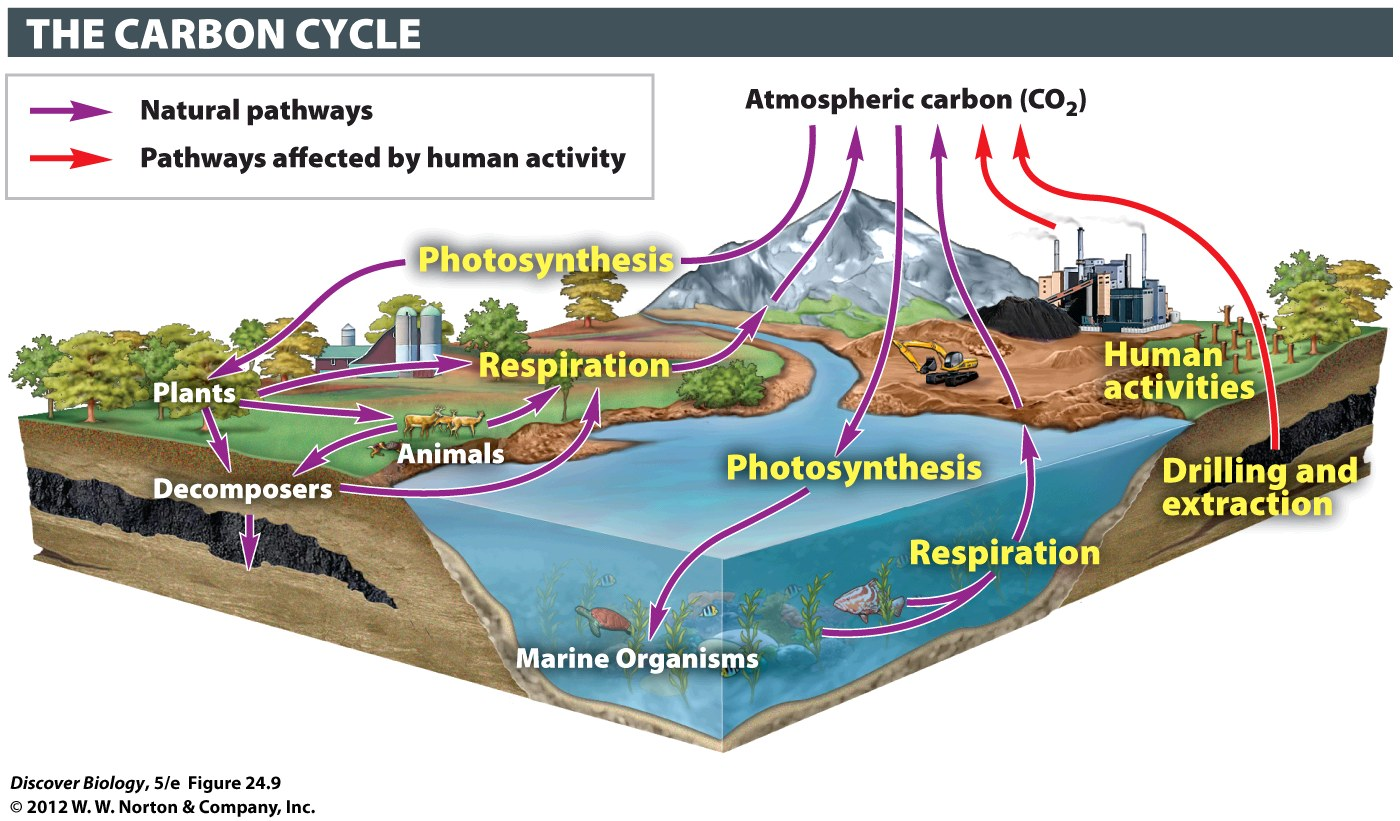 THE CARBON CYCLE
Natural pathways
Pathways affected by human activity
Atmospheric carbon (CO₂)
Photosynthesis
Respiration
Plants
Animals
Decomposers
Human
activities
Photosynthesis
Drilling and
extraction
Respiration
Marine Organisms
Discover Biology, 5/e Figure 24.9
© 2012 W. W. Norton & Company, Inc.